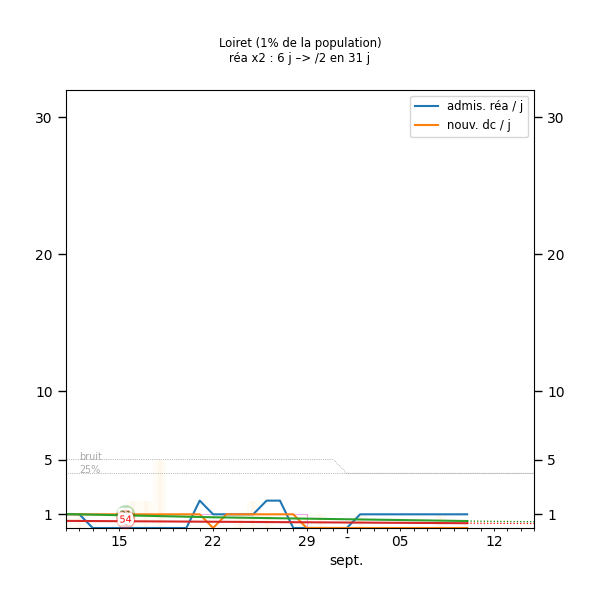 Loiret (1% de la population)
réa x2 : 6 j –> /2 en 31 j
admis. réa / j
nouv. dc / j
30 30
20 20
10 10
5 5
bruit
25%
1 1
54
15 22 29 - 05 12
sept.